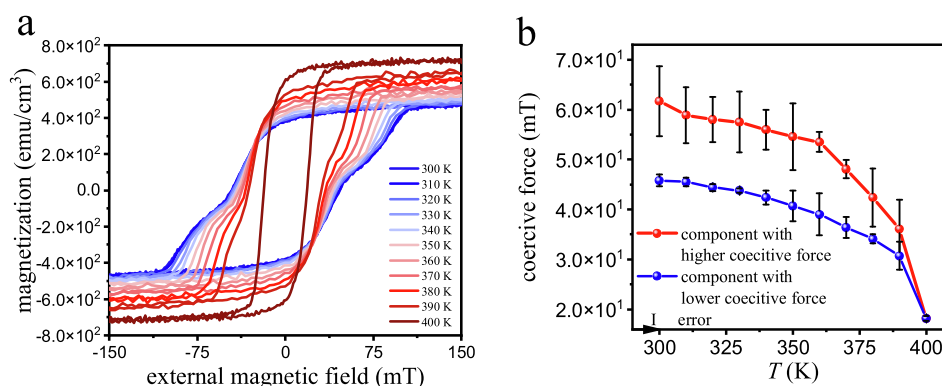 a
magnetization (emu/cm³)
8.0×10²
6.0×10²
4.0×10²
2.0×10²
0.0
-2.0×10²
-4.0×10²
-6.0×10²
-8.0×10²
-150
-75
0
75
150
external magnetic field (mT)
300 K
310 K
320 K
330 K
340 K
350 K
360 K
370 K
380 K
390 K
400 K
b
coercive force (mT)
7.0×10¹
6.0×10¹
5.0×10¹
4.0×10¹
3.0×10¹
2.0×10¹
component with
higher coecitive force
component with
lower coecitive force
I error
300
325
350
375
400
T (K)